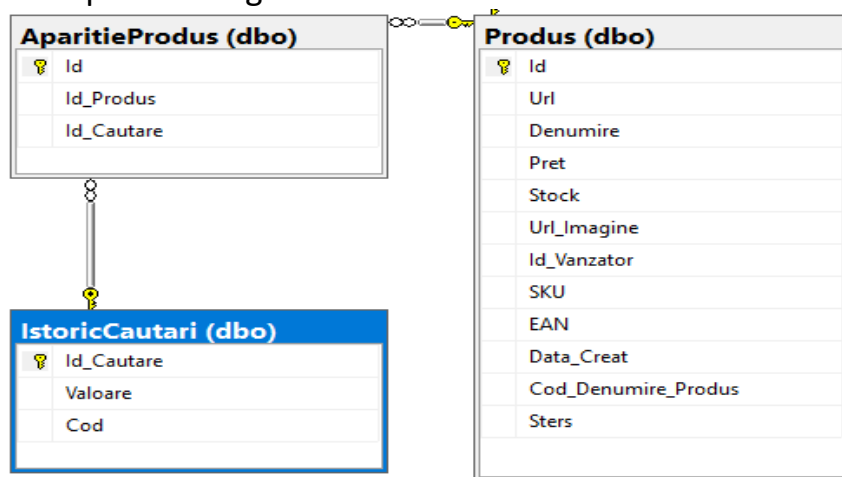 AparitieProdus (dbo)
Id
Id_Produs
Id_Cautare
IstoricCautari (dbo)
Id_Cautare
Valoare
Cod
Produs (dbo)
Id
Url
Denumire
Pret
Stock
Url_Imagine
Id_Vanzator
SKU
EAN
Data_Creat
Cod_Denumire_Produs
Sters